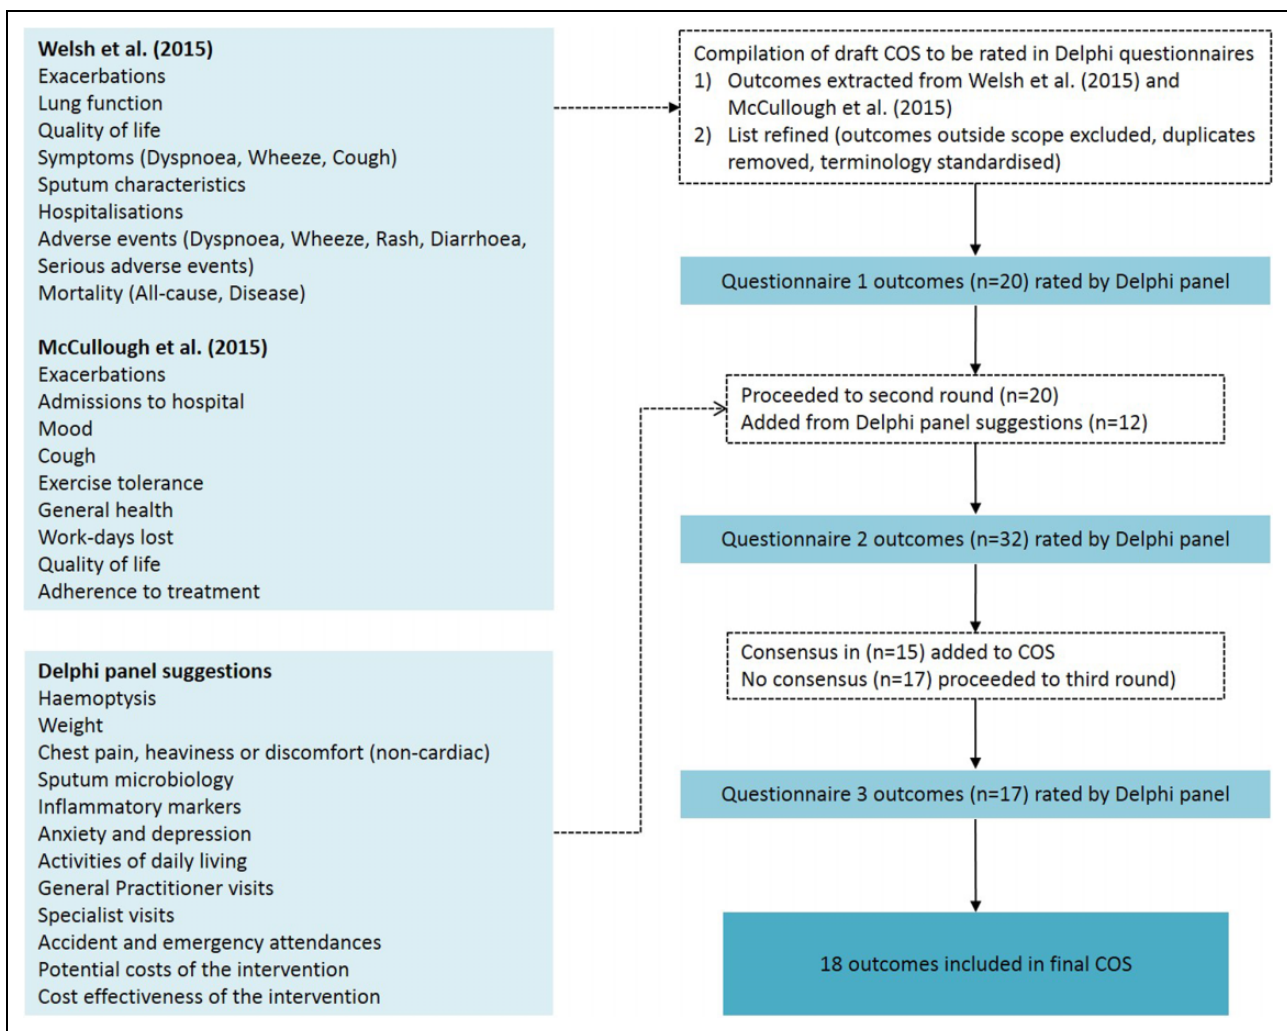 Welsh et al. (2015)
Exacerbations
Lung function
Quality of life
Symptoms (Dyspnoea, Wheeze, Cough)
Sputum characteristics
Hospitalisations
Adverse events (Dyspnoea, Wheeze, Rash, Diarrhoea,
Serious adverse events)
Mortality (All-cause, Disease)
McCullough et al. (2015)
Exacerbations
Admissions to hospital
Mood
Cough
Exercise tolerance
General health
Work-days lost
Quality of life
Adherence to treatment
Delphi panel suggestions
Haemoptysis
Weight
Chest pain, heaviness or discomfort (non-cardiac)
Sputum microbiology
Inflammatory markers
Anxiety and depression
Activities of daily living
General Practitioner visits
Specialist visits
Accident and emergency attendances
Potential costs of the intervention
Cost effectiveness of the intervention
Compilation of draft COS to be rated in Delphi questionnaires
1) Outcomes extracted from Welsh et al. (2015) and
McCullough et al. (2015)
2) List refined (outcomes outside scope excluded, duplicates
removed, terminology standardised)
Questionnaire 1 outcomes (n=20) rated by Delphi panel
Proceeded to second round (n=20)
Added from Delphi panel suggestions (n=12)
Questionnaire 2 outcomes (n=32) rated by Delphi panel
Consensus in (n=15) added to COS
No consensus (n=17) proceeded to third round)
Questionnaire 3 outcomes (n=17) rated by Delphi panel
18 outcomes included in final COS